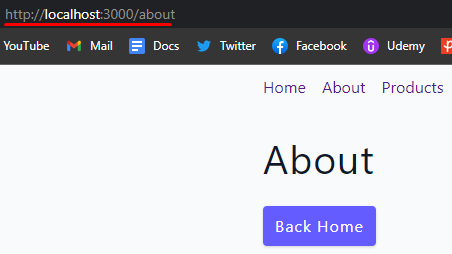 http://localhost:3000/about
YouTube Mail Docs Twitter Facebook Udemy
Home About Products
About
Back Home